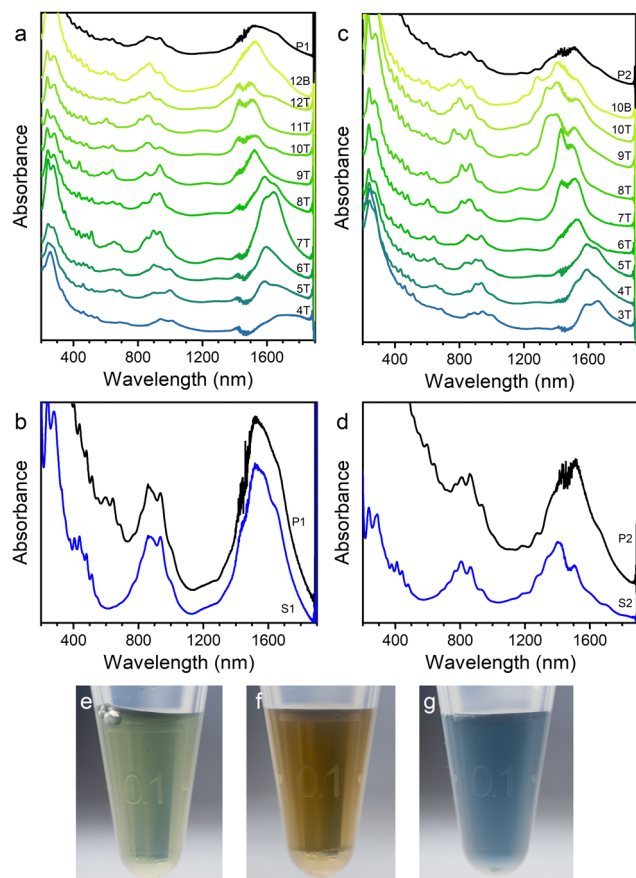 a
P1
12B
12T
11T
10T
9T
8T
7T
6T
5T
4T
Absorbance
400 800 1200 1600
Wavelength (nm)
c
P2
10B
10T
9T
8T
7T
6T
5T
4T
3T
Absorbance
400 800 1200 1600
Wavelength (nm)
b
P1
S1
Absorbance
400 800 1200 1600
Wavelength (nm)
d
P2
S2
Absorbance
400 800 1200 1600
Wavelength (nm)
e
0.1
f
0.1
g
0.1